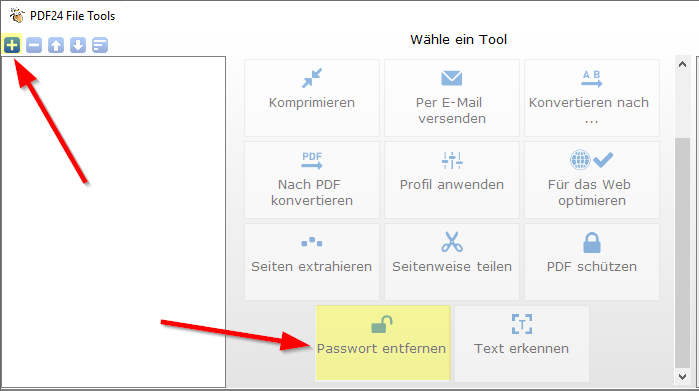 PDF24 File Tools
Wähle ein Tool
Komprimieren
Per E-Mail
versenden
A B
Konvertieren nach
...
PDF
Nach PDF
konvertieren
Profil anwenden
Für das Web
optimieren
Seiten extrahieren
Seitenweise teilen
PDF schützen
Passwort entfernen
T
Text erkennen